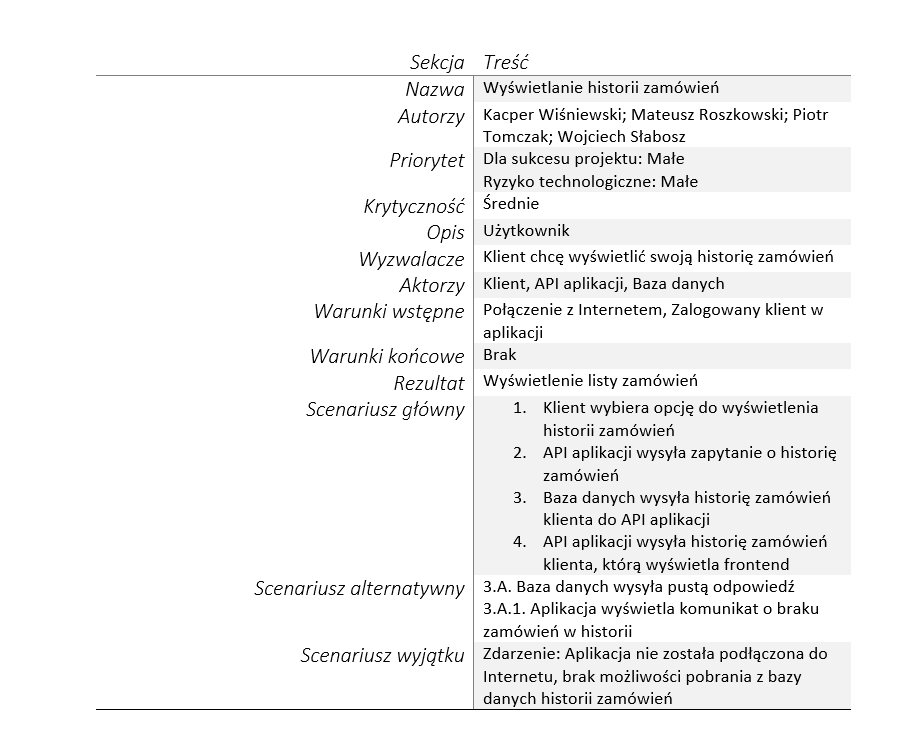 Sekcja Treść
Nazwa Wyświetlanie historii zamówień
Autorzy Kacper Wiśniewski; Mateusz Roszkowski; Piotr
Tomczak; Wojciech Słabosz
Priorytet Dla sukcesu projektu: Małe
Ryzyko technologiczne: Małe
Krytyczność Średnie
Opis Użytkownik
Wyzwalacze Klient chcę wyświetlić swoją historię zamówień
Aktorzy Klient, API aplikacji, Baza danych
Warunki wstępne Połączenie z Internetem, Zalogowany klient w
aplikacji
Warunki końcowe Brak
Rezultat Wyświetlenie listy zamówień
Scenariusz główny 1. Klient wybiera opcję do wyświetlenia
historii zamówień
2. API aplikacji wysyła zapytanie o historię
zamówień
3. Baza danych wysyła historię zamówień
klienta do API aplikacji
4. API aplikacji wysyła historię zamówień
klienta, którą wyświetla frontend
Scenariusz alternatywny 3.A. Baza danych wysyła pustą odpowiedź
3.A.1. Aplikacja wyświetla komunikat o braku
zamówień w historii
Scenariusz wyjątku Zdarzenie: Aplikacja nie została podłączona do
Internetu, brak możliwości pobrania z bazy
danych historii zamówień